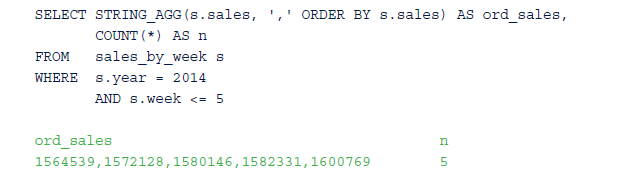 SELECT STRING_AGG(s.sales, ',' ORDER BY s.sales) AS ord_sales,
COUNT(*) AS n
FROM sales_by_week s
WHERE s.year = 2014
AND s.week <= 5
ord_sales n
1564539,1572128,1580146,1582331,1600769 5